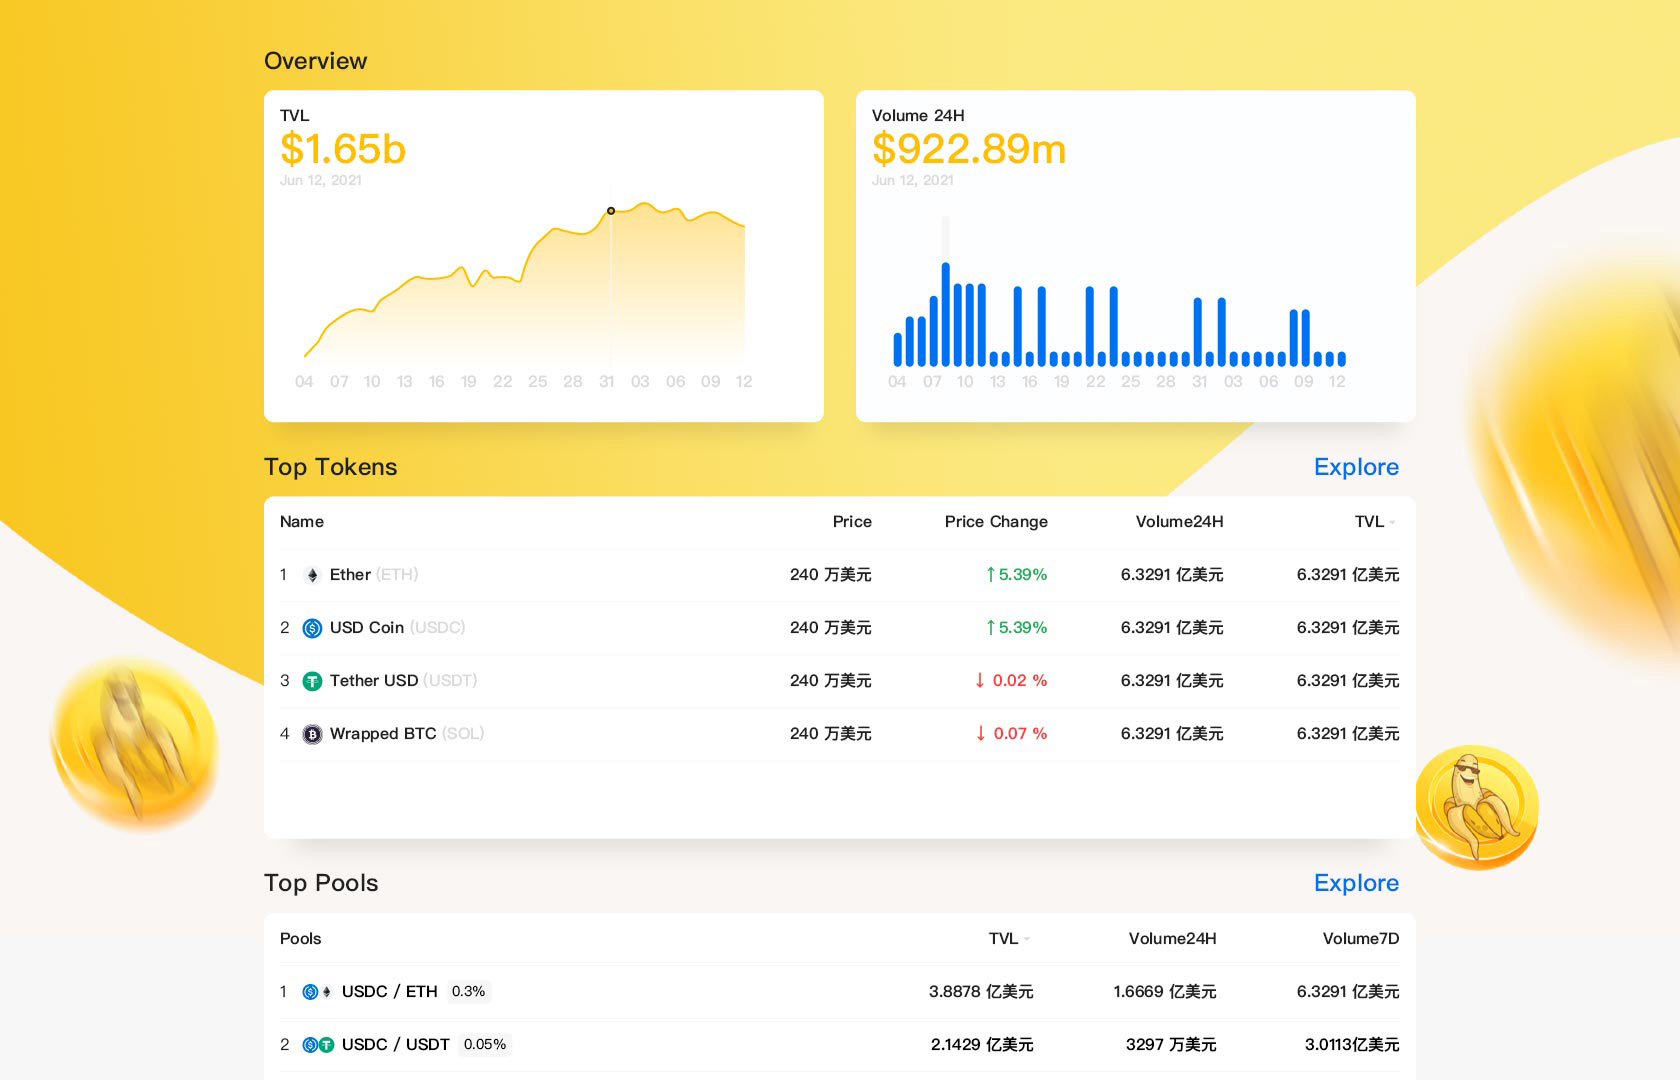 Overview
TVL
$1.65b
Jun 12, 2021
04 07 10 13 16 19 22 25 28 31 03 06 09 12
Volume 24H
$922.89m
Jun 12, 2021
04 07 10 13 16 19 22 25 28 31 03 06 09 12
Top Tokens Explore
Name Price Price Change Volume24H TVL
1 Ether (ETH) 240 万美元 ↑5.39% 6.3291 亿美元 6.3291 亿美元
2 USD Coin (USDC) 240 万美元 ↑5.39% 6.3291 亿美元 6.3291 亿美元
3 Tether USD (USDT) 240 万美元 ↓ 0.02 % 6.3291 亿美元 6.3291 亿美元
4 Wrapped BTC (SOL) 240 万美元 ↓ 0.07 % 6.3291 亿美元 6.3291 亿美元
Top Pools Explore
Pools TVL Volume24H Volume7D
1 USDC / ETH 0.3% 3.8878 亿美元 1.6669 亿美元 6.3291 亿美元
2 USDC / USDT 0.05% 2.1429 亿美元 3297 万美元 3.0113亿美元